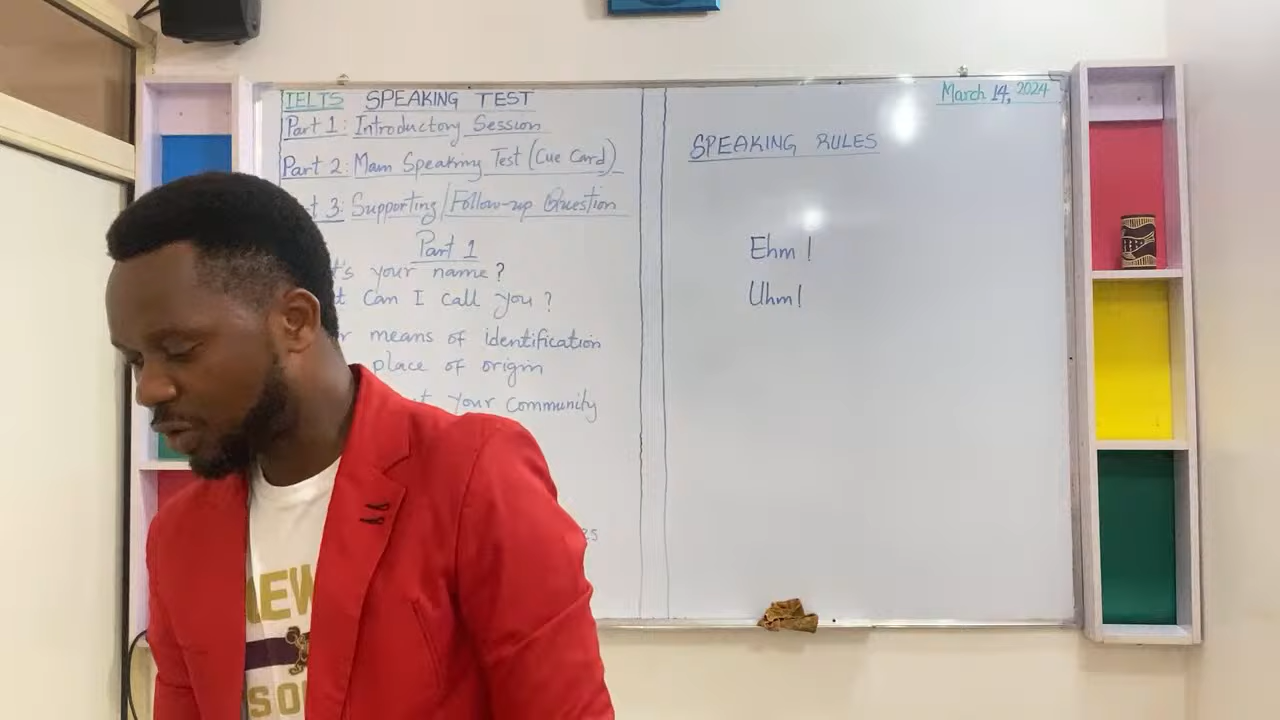 IELTS SPEAKING TEST
Part 1: Introductory Session
Part 2: Main Speaking Test (Cue Card)
3: Supporting/Follow-up Question
Part 1
your name?
Can I call you?
means of identification
place of origin
your Community
March 14, 2024
SPEAKING RULES
Ehm!
Uhm!